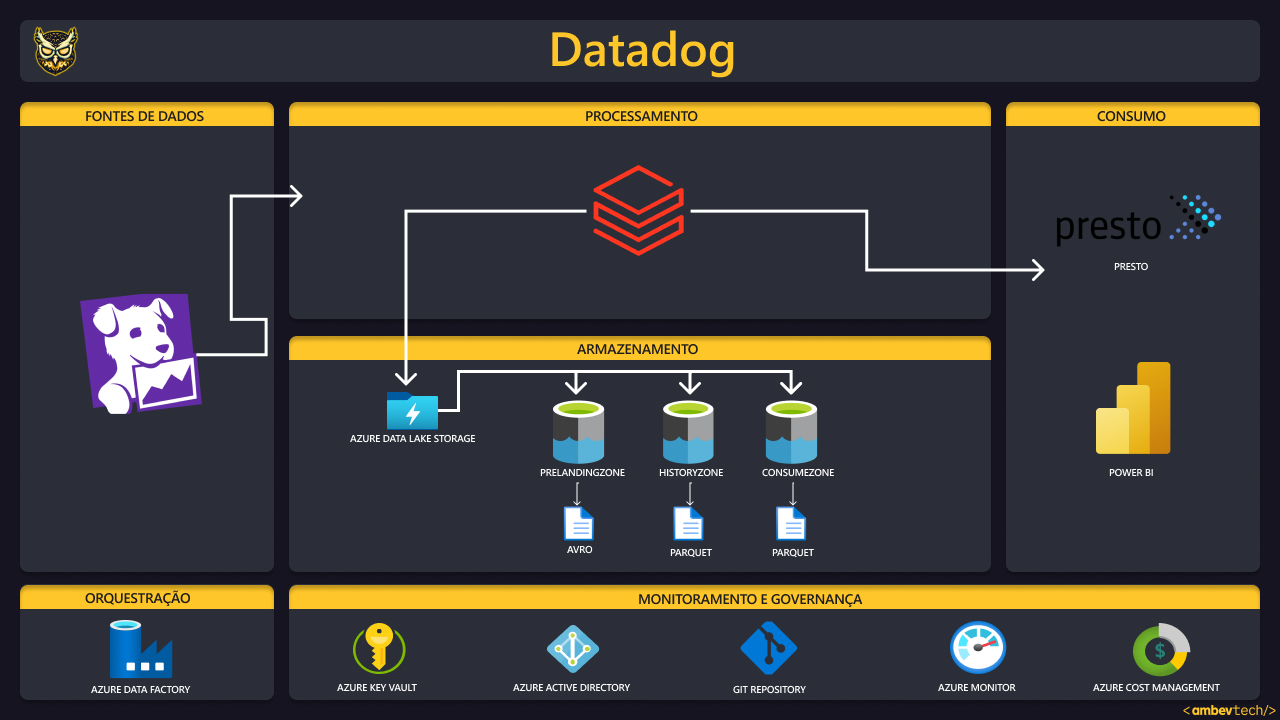 Datadog
FONTES DE DADOS
PROCESSAMENTO
CONSUMO
presto
PRESTO
ARMAZENAMENTO
AZURE DATA LAKE STORAGE
PRELANDINGZONE
HISTORYZONE
CONSUMEZONE
POWER BI
AVRO
PARQUET
PARQUET
ORQUESTRAÇÃO
MONITORAMENTO E GOVERNANÇA
$
AZURE DATA FACTORY
AZURE KEY VAULT
AZURE ACTIVE DIRECTORY
GIT REPOSITORY
AZURE MONITOR
AZURE COST MANAGEMENT
<ambevtech/>